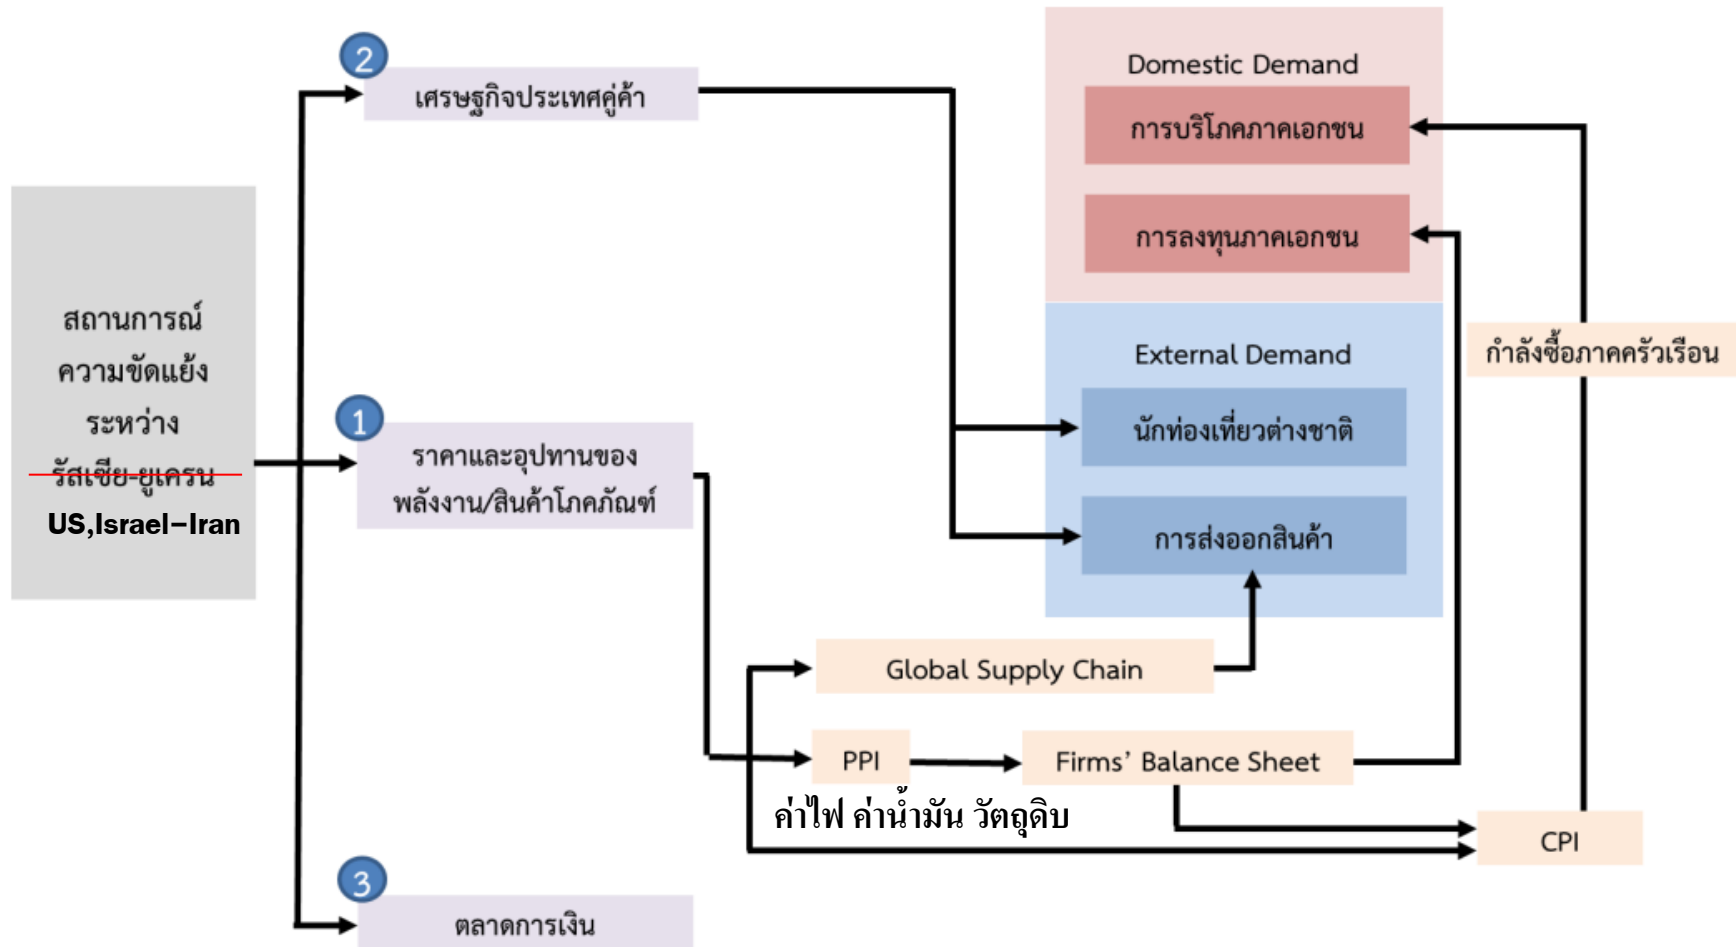 สถานการณ์
ความขัดแย้ง
ระหว่าง
รัสเซีย-ยูเครน
US,Israel–Iran
2
เศรษฐกิจประเทศคู่ค้า
1
ราคาและอุปทานของ
พลังงาน/สินค้าโภคภัณฑ์
3
ตลาดการเงิน
Domestic Demand
การบริโภคภาคเอกชน
การลงทุนภาคเอกชน
External Demand
นักท่องเที่ยวต่างชาติ
การส่งออกสินค้า
กำลังซื้อภาคครัวเรือน
Global Supply Chain
PPI
Firms’ Balance Sheet
ค่าไฟ ค่าน้ำมัน วัตถุดิบ
CPI